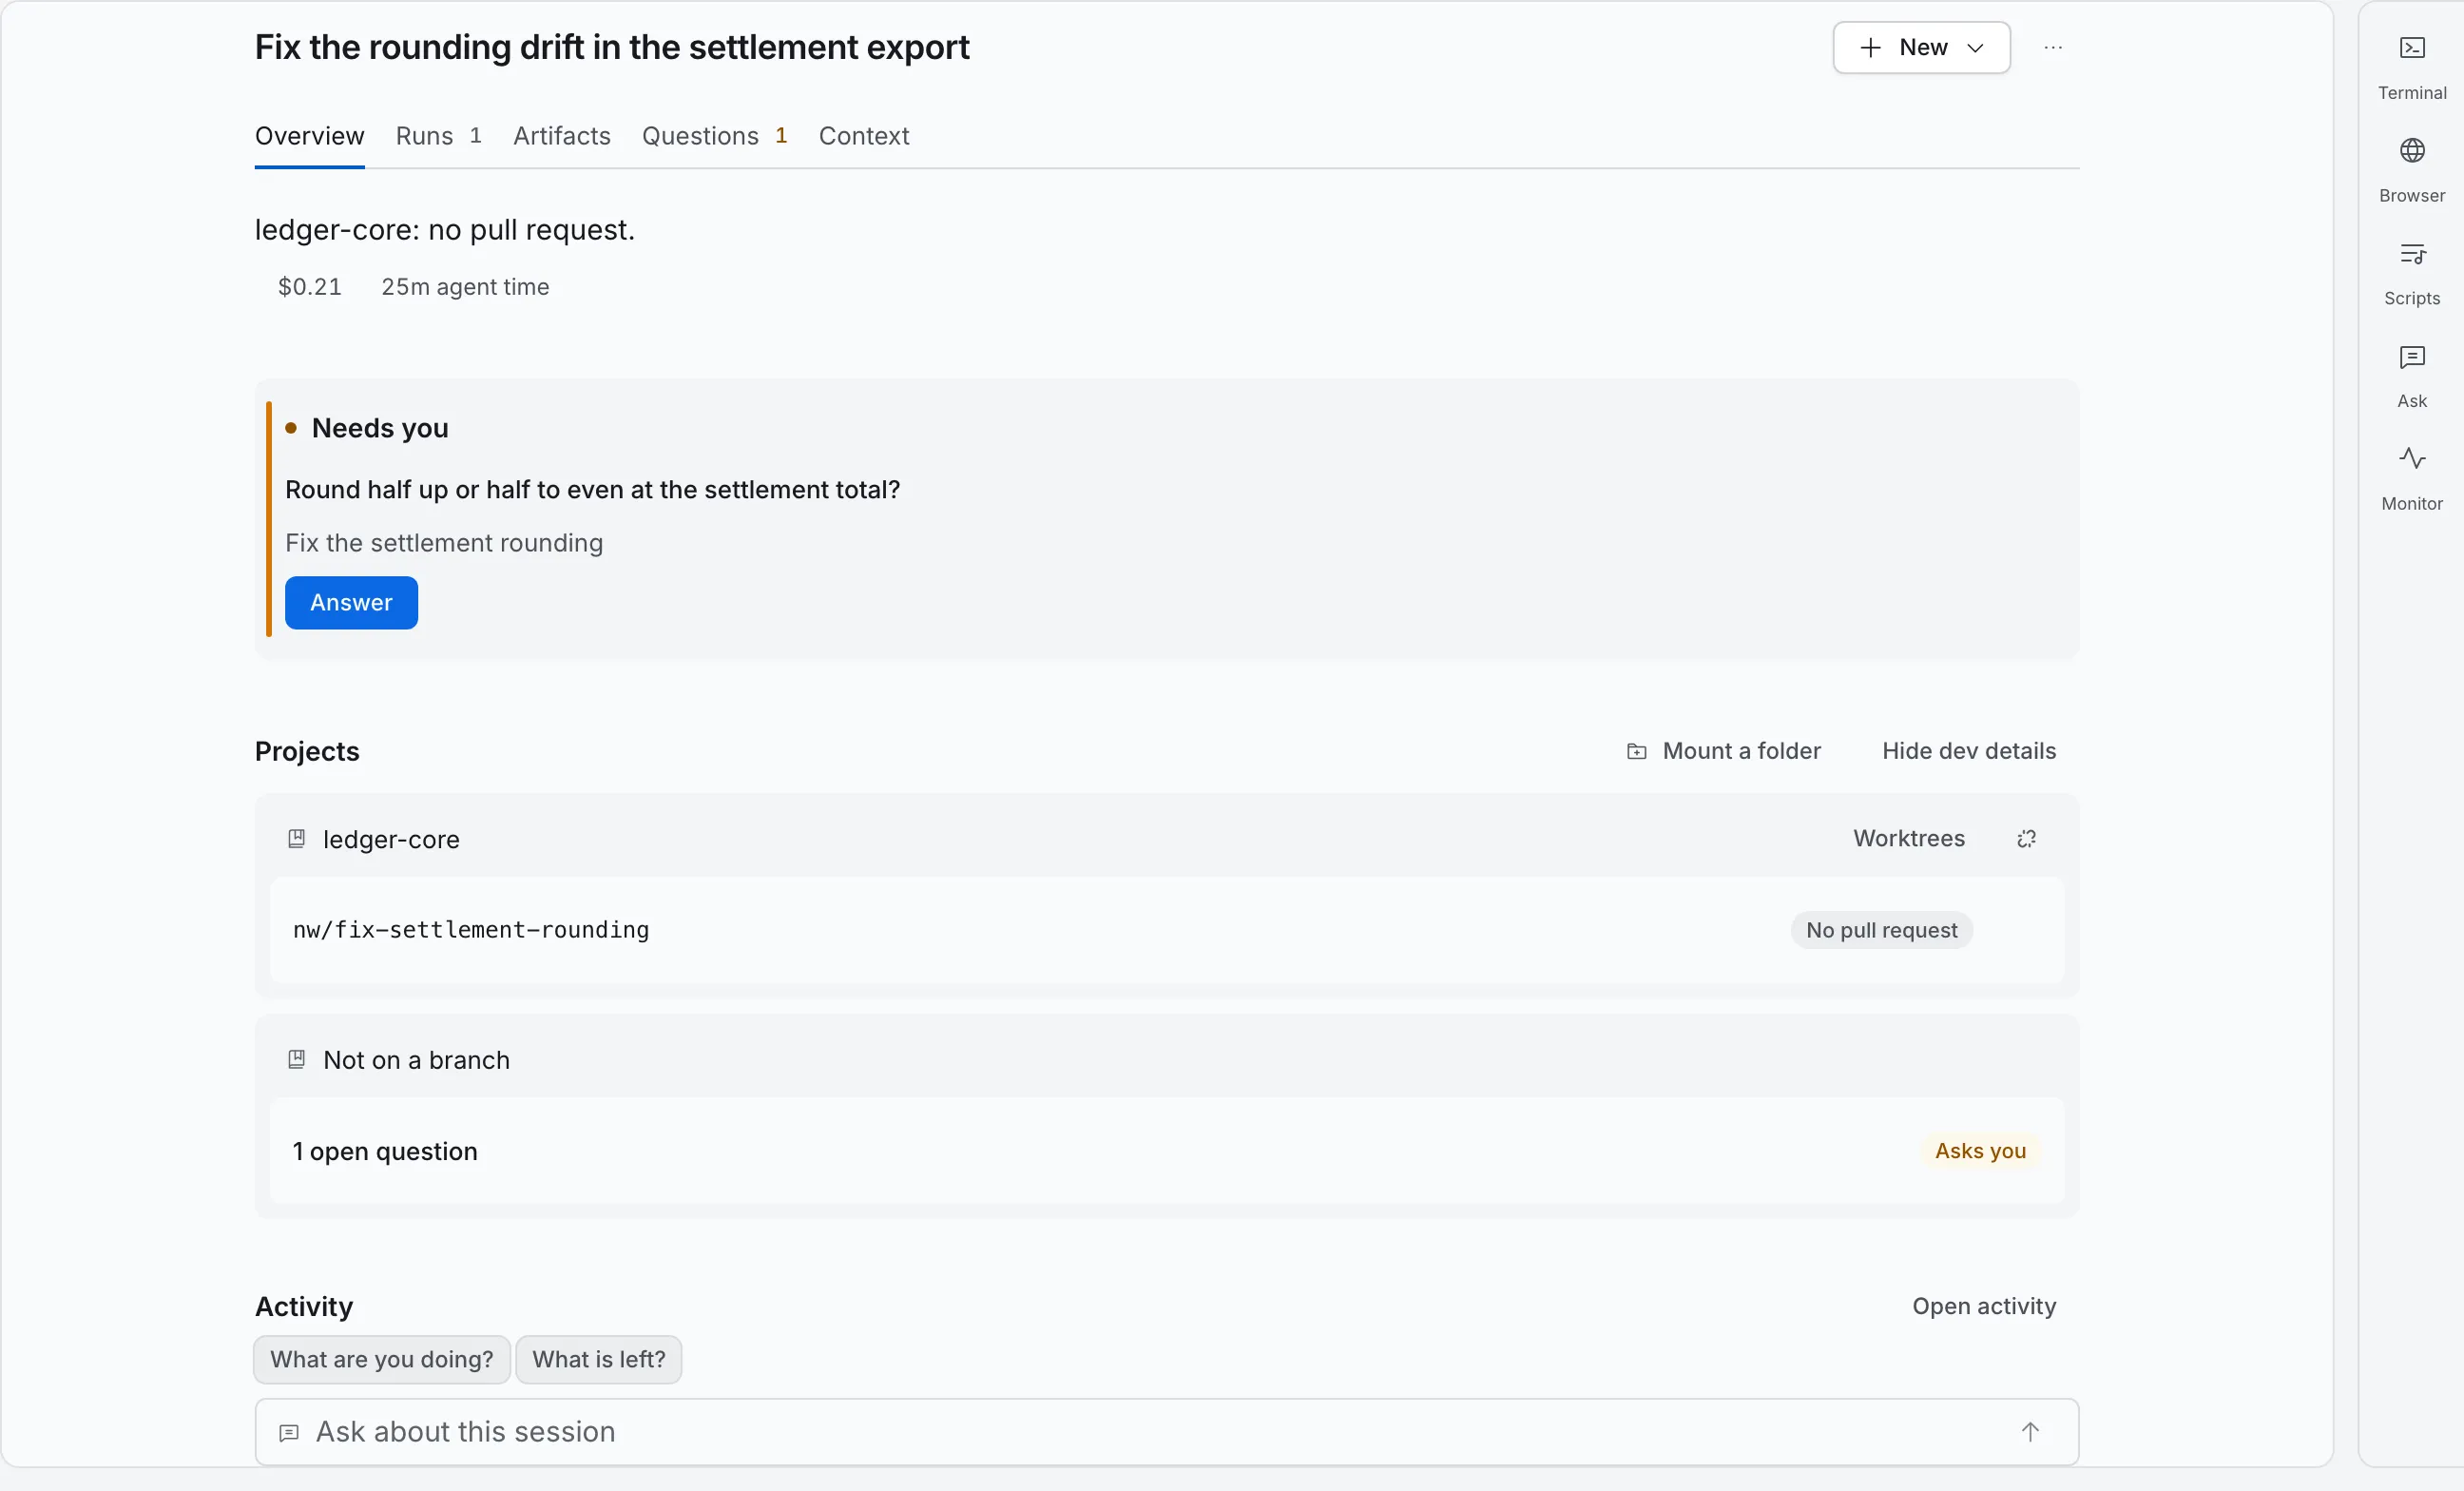 Fix the rounding drift in the settlement export
New
Overview Runs 1 Artifacts Questions 1 Context
ledger-core: no pull request.
$0.21 25m agent time
Needs you
Round half up or half to even at the settlement total?
Fix the settlement rounding
Answer
Projects
Mount a folder Hide dev details
ledger-core
Worktrees
nw/fix-settlement-rounding
No pull request
Not on a branch
1 open question
Asks you
Activity
Open activity
What are you doing? What is left?
Ask about this session
Terminal
Browser
Scripts
Ask
Monitor